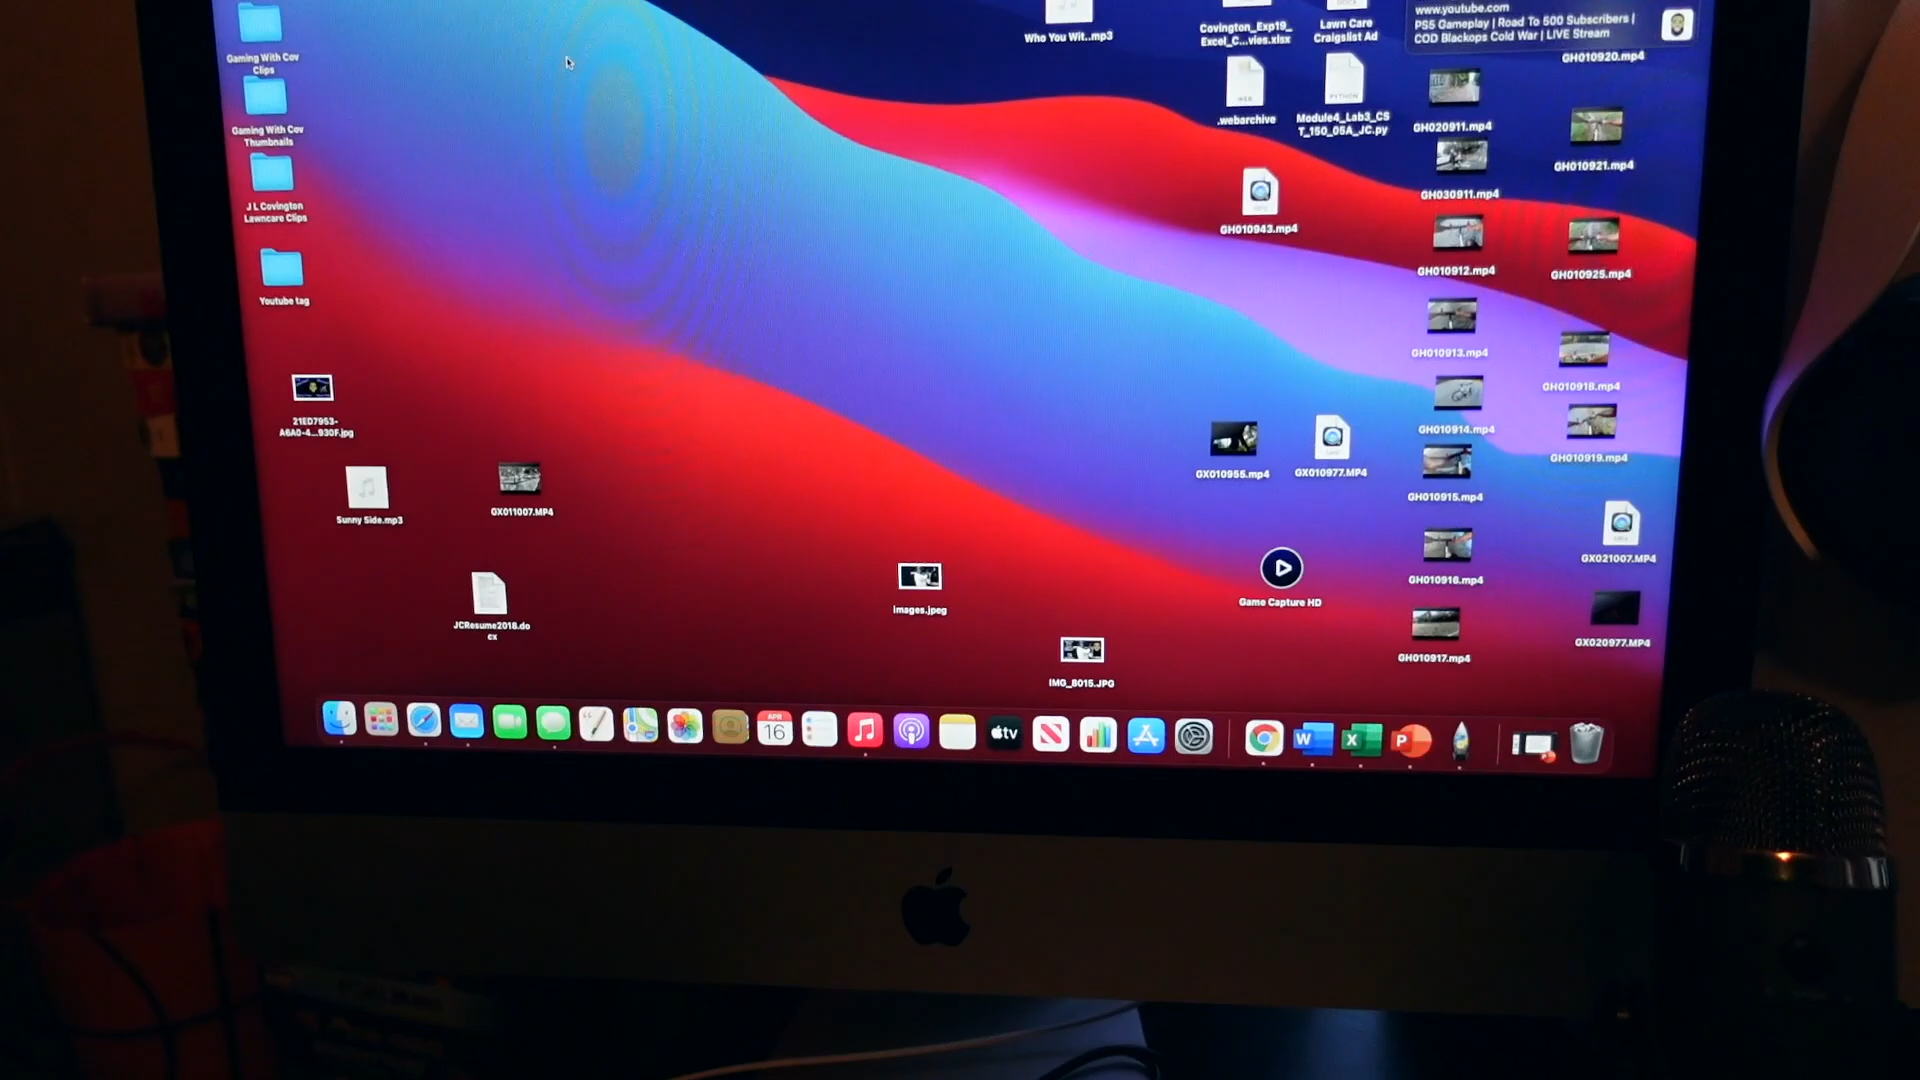 www.youtube.com
PS5 Gameplay | Road To 500 Subscribers |
COD Blackops Cold War | LIVE Stream
Gaming With Cov
Clips
Who You Wit..mp3
Covington_Exp19_
Excel_C...vies.xlsx
Lawn Care
Craigslist Ad
GH010920.mp4
Gaming With Cov
Thumbnails
WEB
.webarchive
PYTHON
Module4_Lab3_CS
T_150_05A_JC.py
GH020911.mp4
GH010921.mp4
J L Covington
Lawncare Clips
GH010943.mp4
GH030911.mp4
GH010912.mp4
GH010925.mp4
Youtube tag
GH010913.mp4
GH010918.mp4
21ED7953-
A6A0-4...930F.jpg
GH010914.mp4
GH010919.mp4
GX010955.mp4
GX010977.MP4
GH010915.mp4
Sunny Side.mp3
GX011007.MP4
GX021007.MP4
GH010916.mp4
Images.jpeg
Game Capture HD
JCResume2018.do
cx
GX020977.MP4
GH010917.mp4
IMG_8015.JPG
APR
16
tv
W
X
P